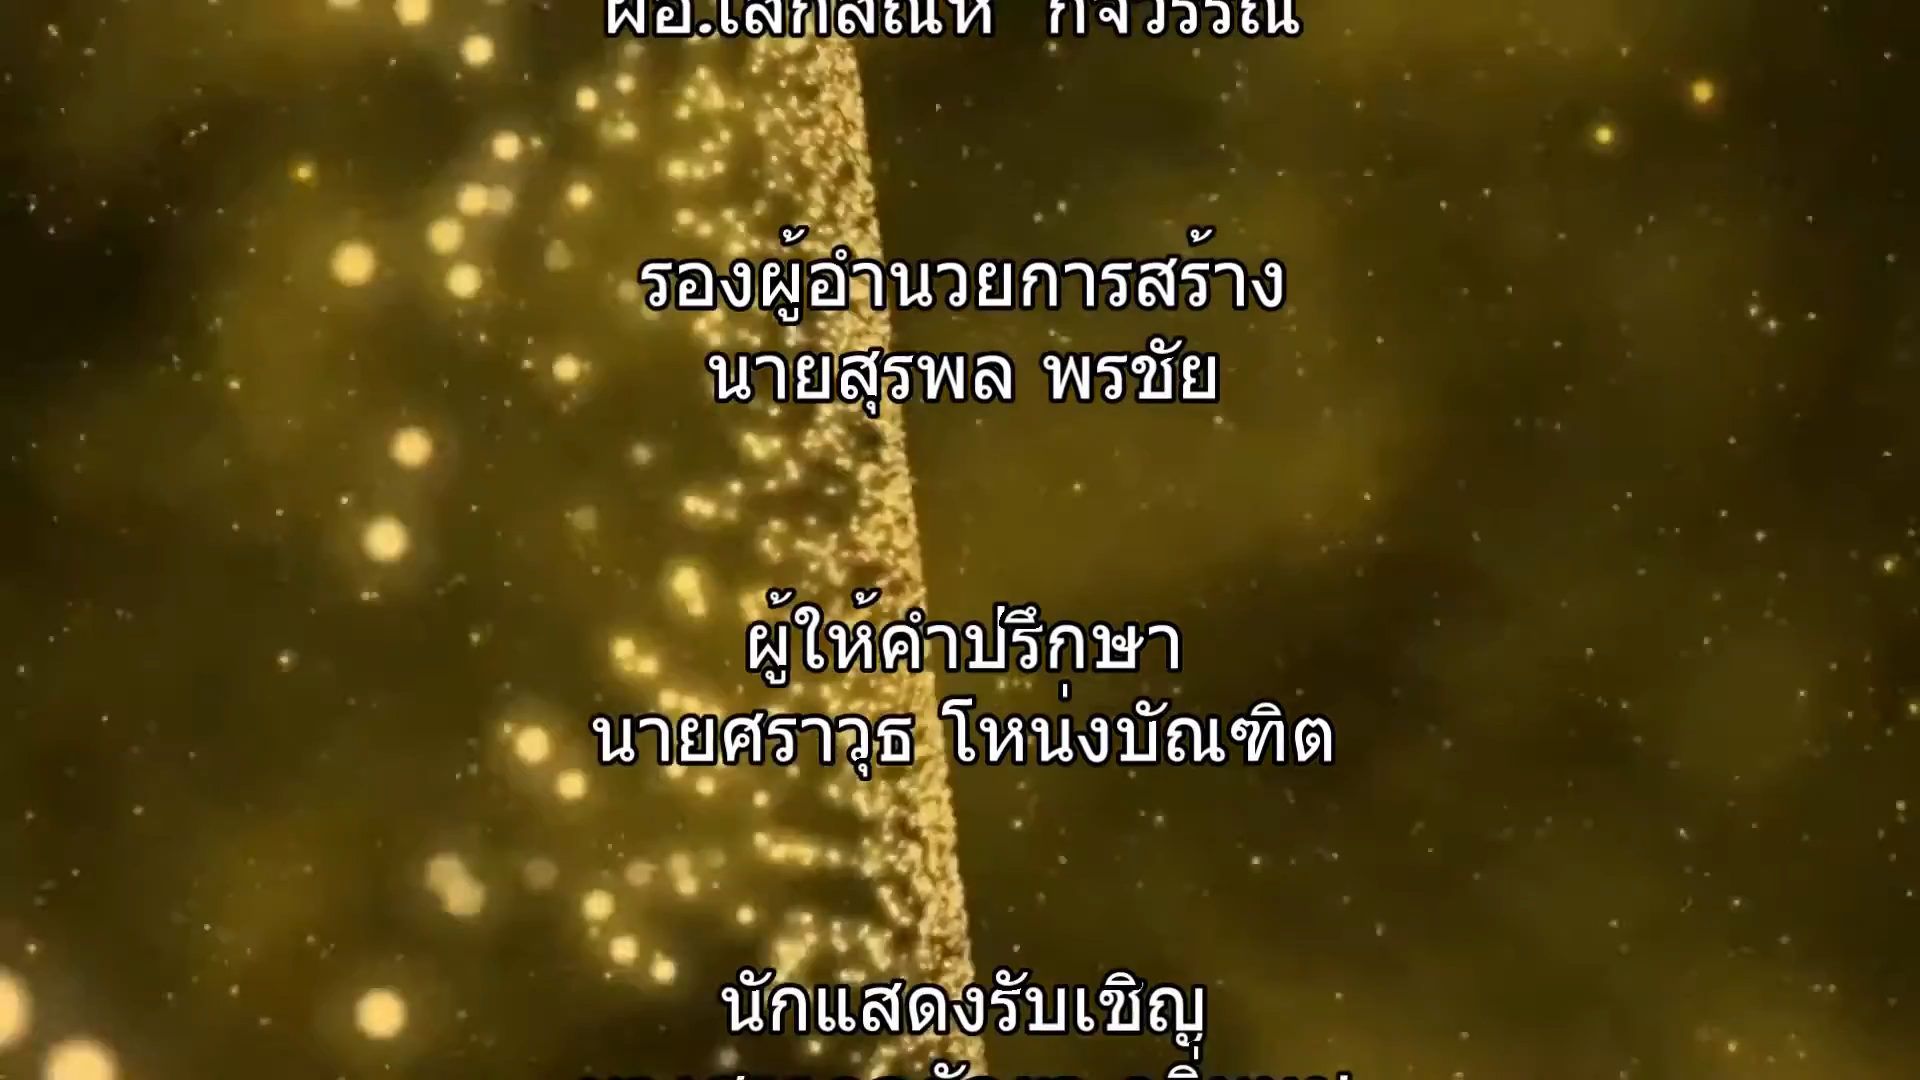 รองผู้อำนวยการสร้าง
นายสุรพล พรชัย
ผู้ให้คำปรึกษา
นายศราวุธ โหน่งบัณฑิต
นักแสดงรับเชิญ